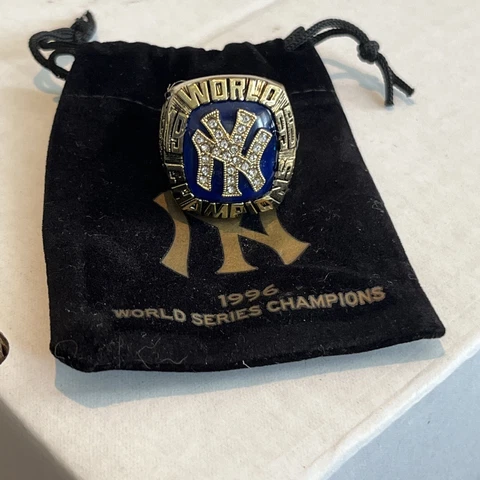 WORLD
NY
CHAMPIONS
NY
1996
WORLD SERIES CHAMPIONS